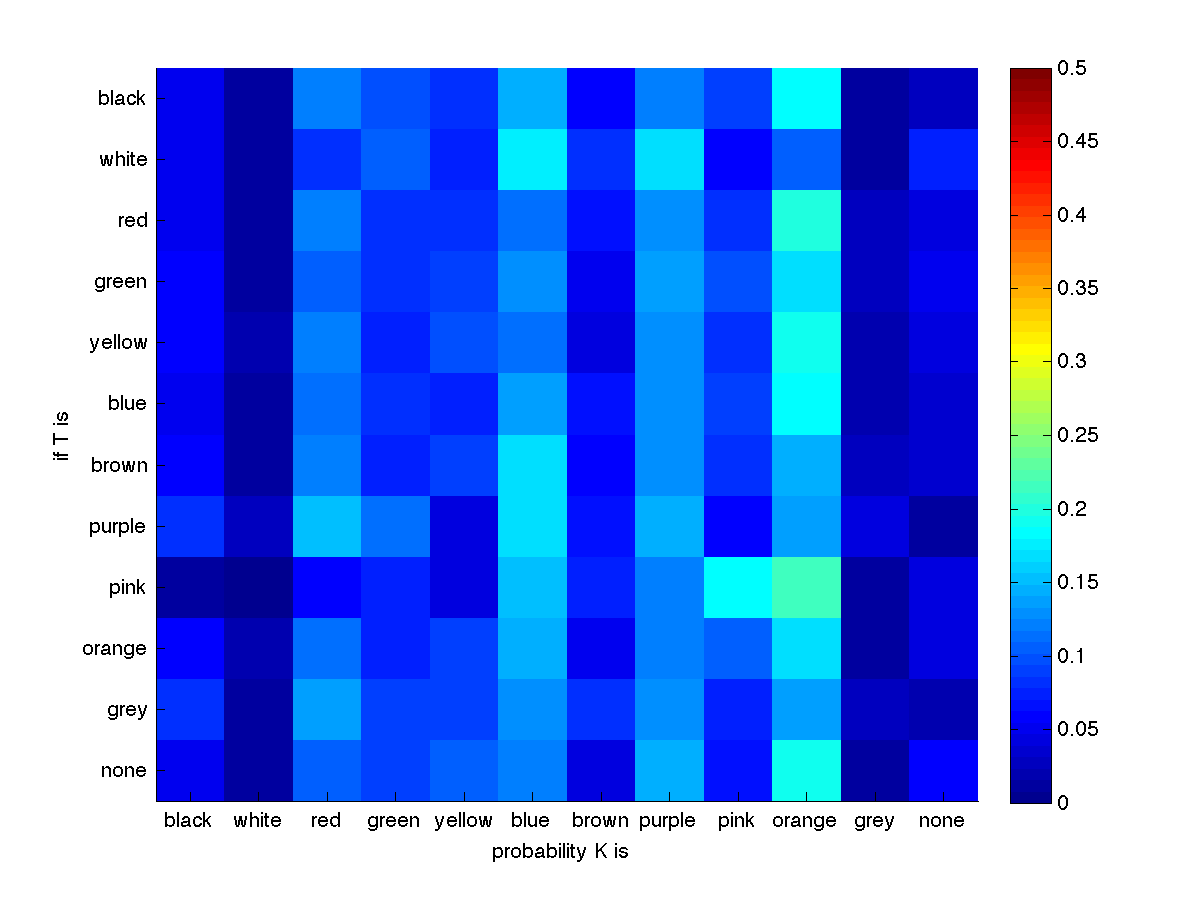 black
white
red
green
yellow
blue
brown
purple
pink
orange
grey
none
if T is
black white red green yellow blue brown purple pink orange grey none
probability K is
0.5
0.45
0.4
0.35
0.3
0.25
0.2
0.15
0.1
0.05
0